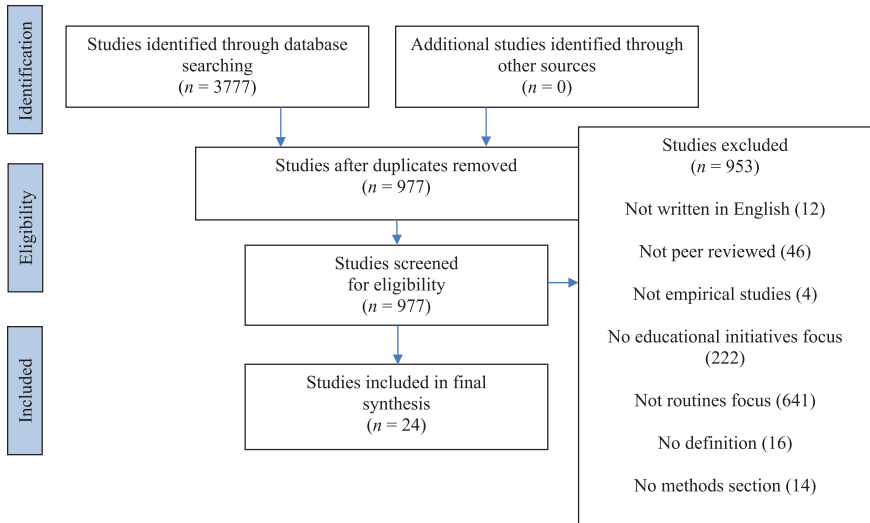 Identification
Studies identified through database
searching
(n = 3777)
Additional studies identified through
other sources
(n = 0)
Studies after duplicates removed
(n = 977)
Eligibility
Studies screened
for eligibility
(n = 977)
Studies excluded
(n = 953)
Not written in English (12)
Not peer reviewed (46)
Not empirical studies (4)
No educational initiatives focus
(222)
Not routines focus (641)
No definition (16)
No methods section (14)
Included
Studies included in final
synthesis
(n = 24)